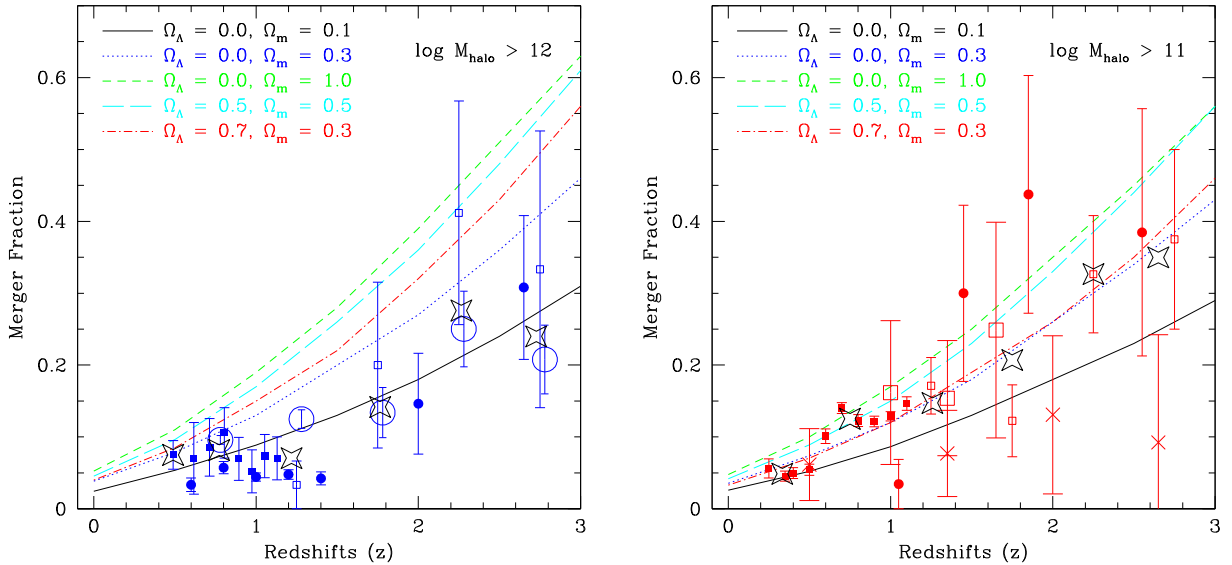 Ω_Λ = 0.0, Ω_m = 0.1
Ω_Λ = 0.0, Ω_m = 0.3
Ω_Λ = 0.0, Ω_m = 1.0
Ω_Λ = 0.5, Ω_m = 0.5
Ω_Λ = 0.7, Ω_m = 0.3
log M_halo > 12
Merger Fraction
0.6
0.4
0.2
0
0 1 2 3
Redshifts (z)
Ω_Λ = 0.0, Ω_m = 0.1
Ω_Λ = 0.0, Ω_m = 0.3
Ω_Λ = 0.0, Ω_m = 1.0
Ω_Λ = 0.5, Ω_m = 0.5
Ω_Λ = 0.7, Ω_m = 0.3
log M_halo > 11
Merger Fraction
0.6
0.4
0.2
0
0 1 2 3
Redshifts (z)